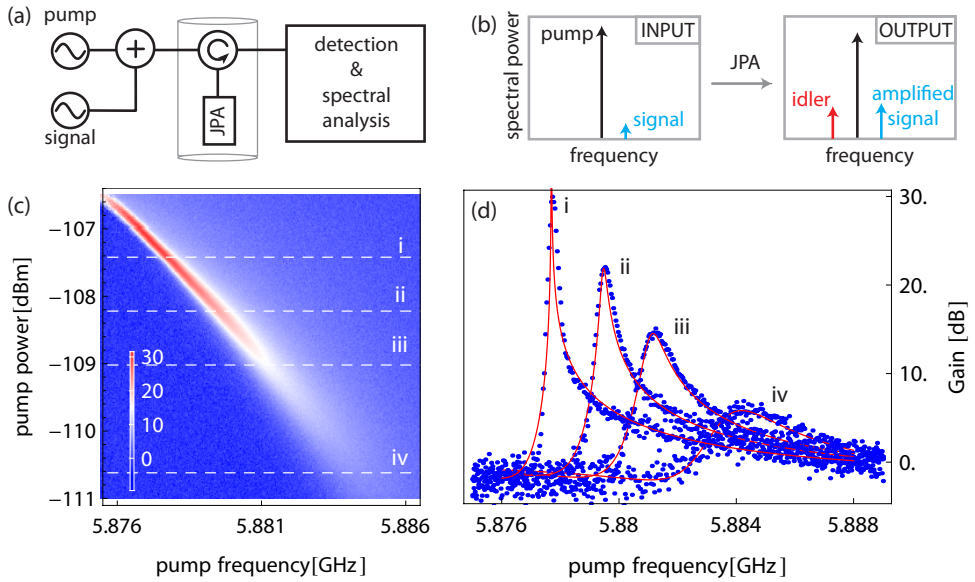 (a)
pump
signal
JPA
detection
&
spectral
analysis
(b)
spectral power
pump
INPUT
signal
frequency
JPA
OUTPUT
idler
amplified
signal
(c)
pump power[dBm]
−107
−108
−109
−110
−111
i
ii
iii
iv
30
20
10
0
5.876 5.881 5.886
pump frequency[GHz]
(d)
i
ii
iii
iv
30.
20.
10.
0.
Gain [dB]
5.876 5.88 5.884 5.888
pump frequency[GHz]